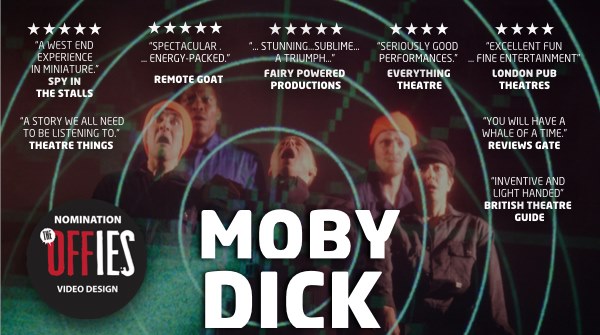 ★★★★★
“A WEST END
EXPERIENCE
IN MINIATURE.”
SPY IN
THE STALLS
★★★★★
“SPECTACULAR .
... ENERGY-PACKED.”
REMOTE GOAT
★★★★★
“... STUNNING...SUBLIME...
A TRIUMPH...”
FAIRY POWERED
PRODUCTIONS
★★★★
“SERIOUSLY GOOD
PERFORMANCES.”
EVERYTHING
THEATRE
★★★★
“EXCELLENT FUN
... FINE ENTERTAINMENT”
LONDON PUB
THEATRES
“A STORY WE ALL NEED
TO BE LISTENING TO.”
THEATRE THINGS
“YOU WILL HAVE A
WHALE OF A TIME.”
REVIEWS GATE
“INVENTIVE AND
LIGHT HANDED”
BRITISH THEATRE
GUIDE
NOMINATION
THE
OFFIES
VIDEO DESIGN
MOBY
DICK